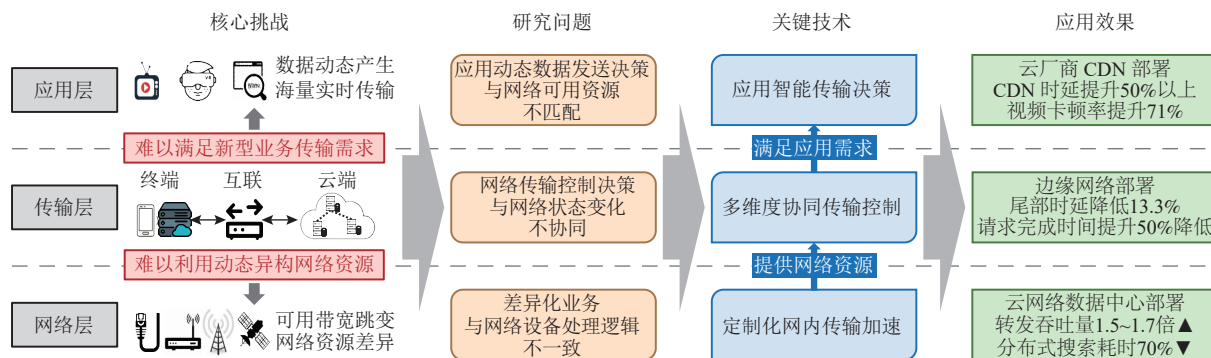 核心挑战
研究问题
关键技术
应用效果
应用层
数据动态产生
海量实时传输
应用动态数据发送决策
与网络可用资源
不匹配
应用智能传输决策
云厂商 CDN 部署
CDN 时延提升50%以上
视频卡顿率提升71%
难以满足新型业务传输需求
满足应用需求
传输层
终端
互联
云端
网络传输控制决策
与网络状态变化
不协同
多维度协同传输控制
边缘网络部署
尾部时延降低13.3%
请求完成时间提升50%降低
难以利用动态异构网络资源
提供网络资源
网络层
可用带宽跳变
网络资源差异
差异化业务
与网络设备处理逻辑
不一致
定制化网内传输加速
云网络数据中心部署
转发吞吐量1.5~1.7倍▲
分布式搜索耗时70%▼